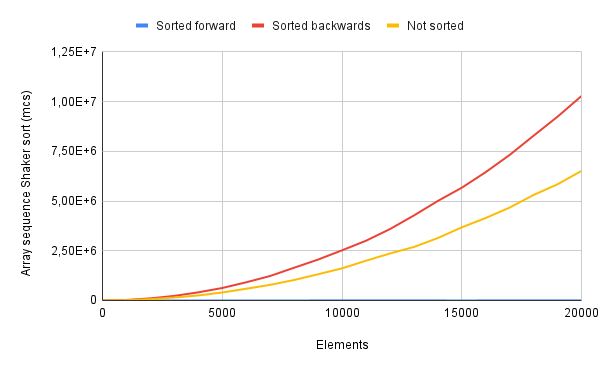 Sorted forward Sorted backwards Not sorted
Array sequence Shaker sort (mcs)
1,25E+7
1,00E+7
7,50E+6
5,00E+6
2,50E+6
0
0 5000 10000 15000 20000
Elements